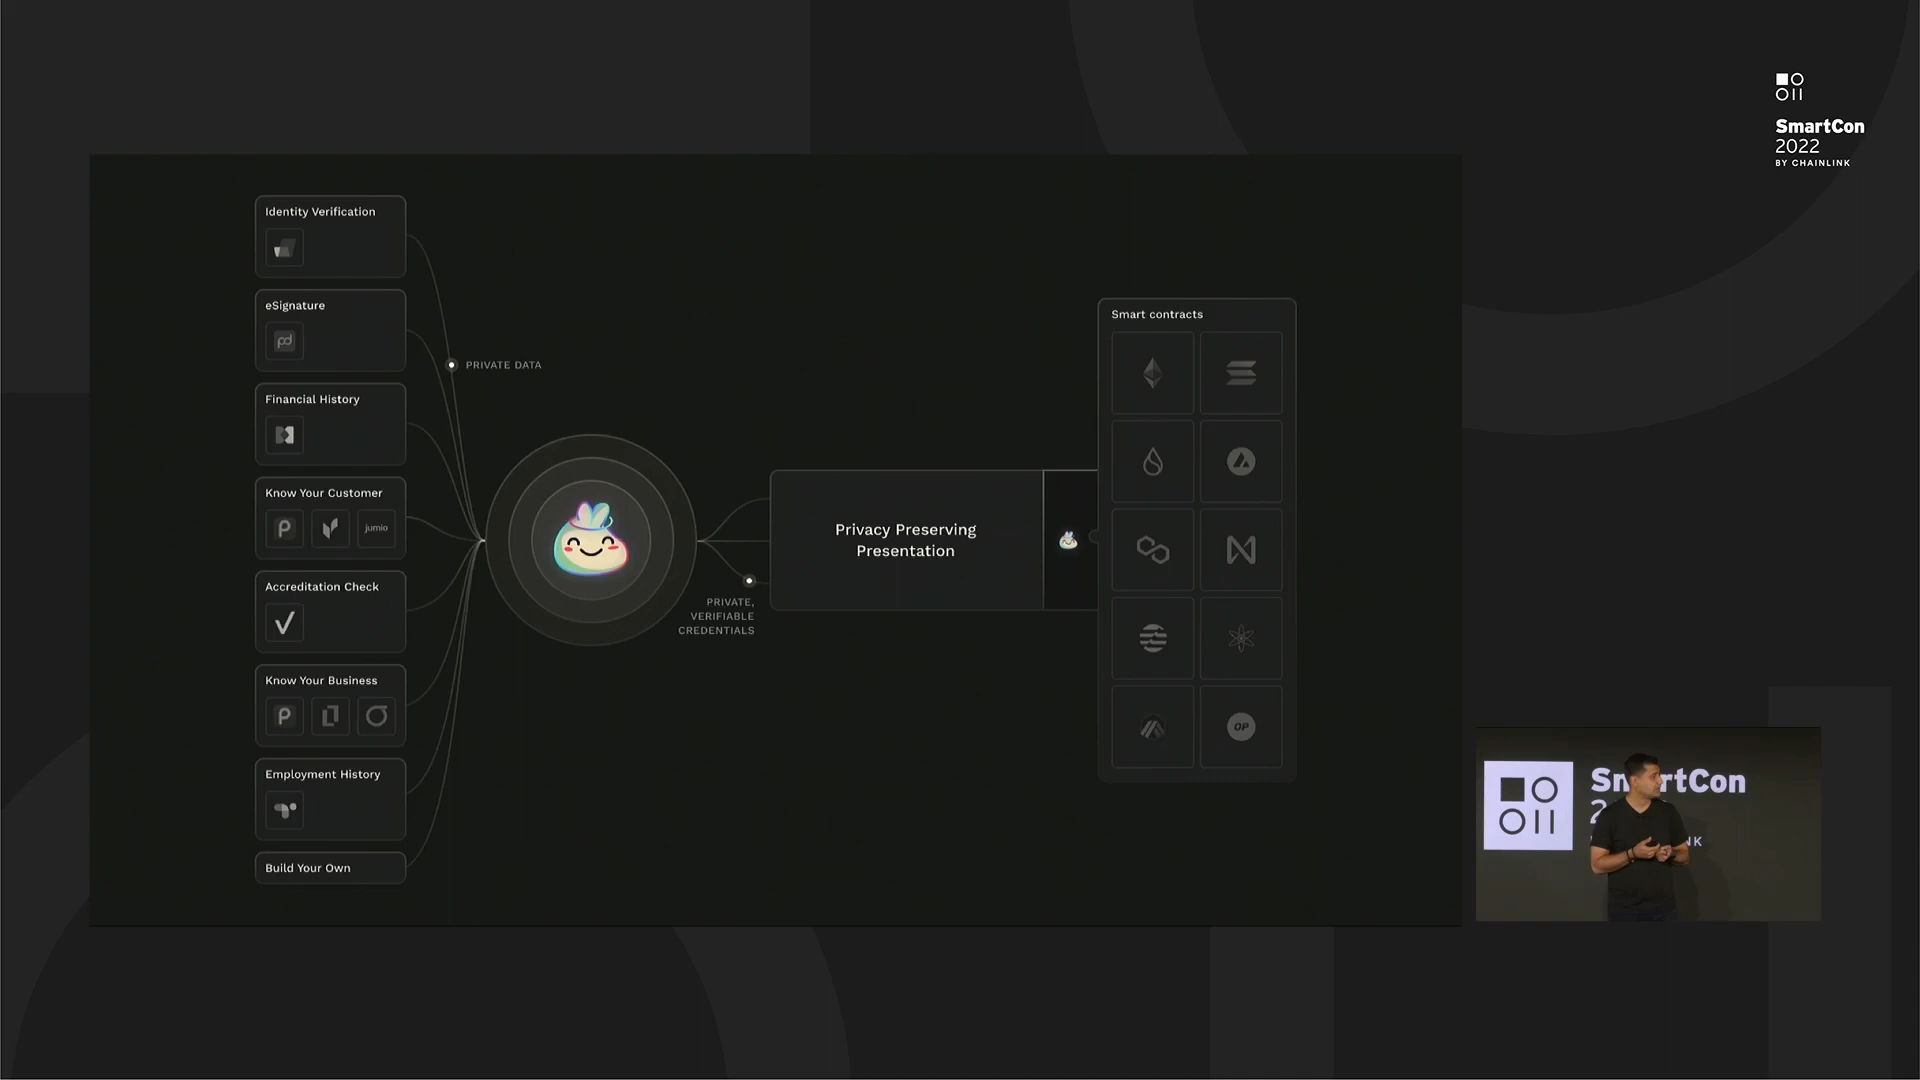 SmartCon
2022
BY CHAINLINK
Identity Verification
eSignature
pd
Financial History
Know Your Customer
jumio
Accreditation Check
Know Your Business
Employment History
Build Your Own
PRIVATE DATA
PRIVATE,
VERIFIABLE
CREDENTIALS
Privacy Preserving
Presentation
Smart contracts
OP